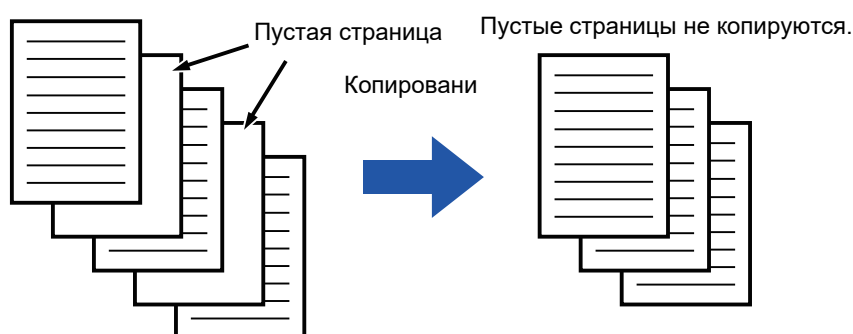 Пустая страница
Пустые страницы не копируются.
Копировани